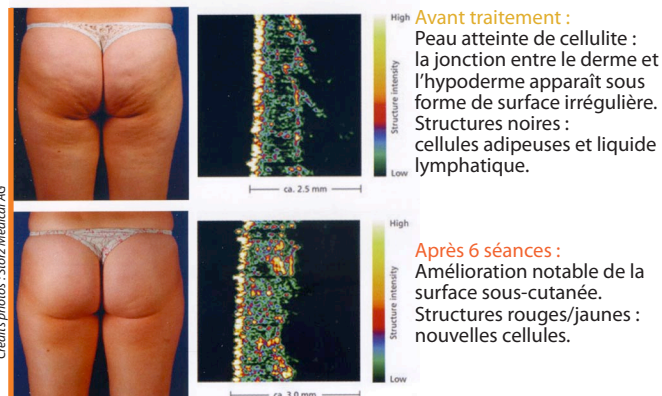 Avant traitement :
Peau atteinte de cellulite :
la jonction entre le derme et
l'hypoderme apparaît sous
forme de surface irrégulière.
Structures noires :
cellules adipeuses et liquide
lymphatique.
High
Structure intensity
Low
ca. 2.5 mm
Après 6 séances :
Amélioration notable de la
surface sous-cutanée.
Structures rouges/jaunes :
nouvelles cellules.
High
Structure intensity
Low
ca. 3.0 mm
Crédits photos : Storz Médical AG